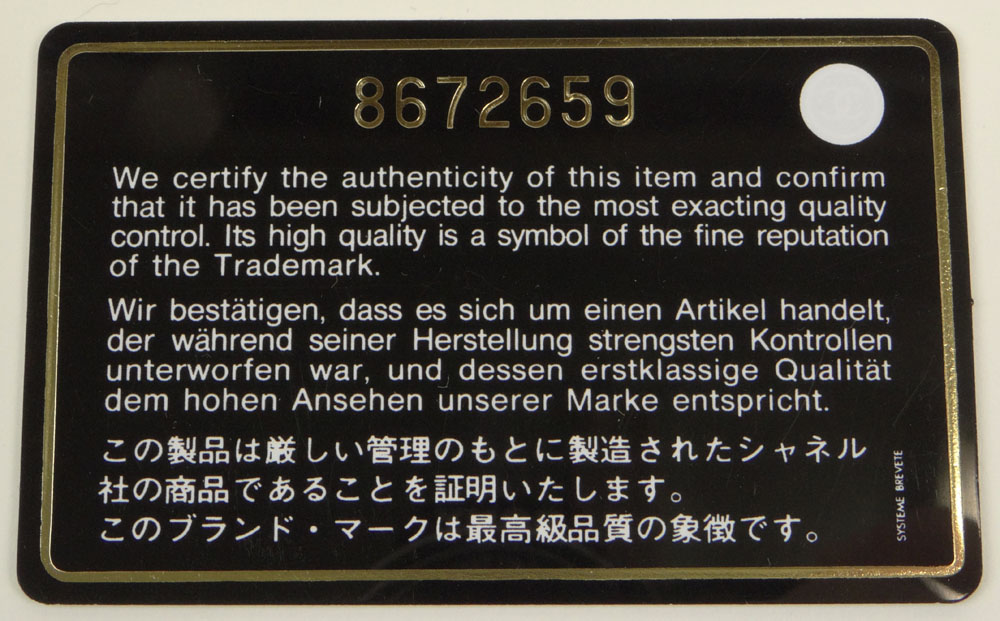 8672659
We certify the authenticity of this item and confirm
that it has been subjected to the most exacting quality
control. Its high quality is a symbol of the fine reputation
of the Trademark.
Wir bestätigen, dass es sich um einen Artikel handelt,
der während seiner Herstellung strengsten Kontrollen
unterworfen war, und dessen erstklassige Qualität
dem hohen Ansehen unserer Marke entspricht.
この製品は厳しい管理のもとに製造されたシャネル
社の商品であることを証明いたします。
このブランド・マークは最高級品質の象徴です。
SYSTEME BREVETE